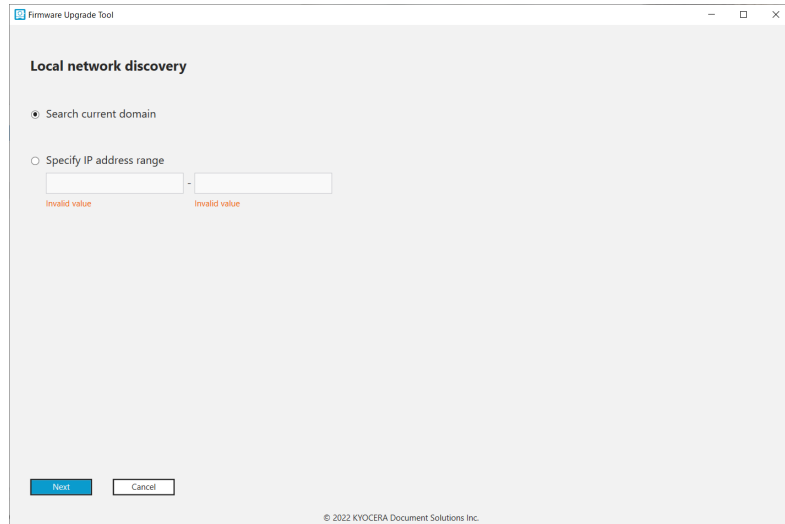 Firmware Upgrade Tool
Local network discovery
Search current domain
Specify IP address range
-
Invalid value Invalid value
Next Cancel
© 2022 KYOCERA Document Solutions Inc.